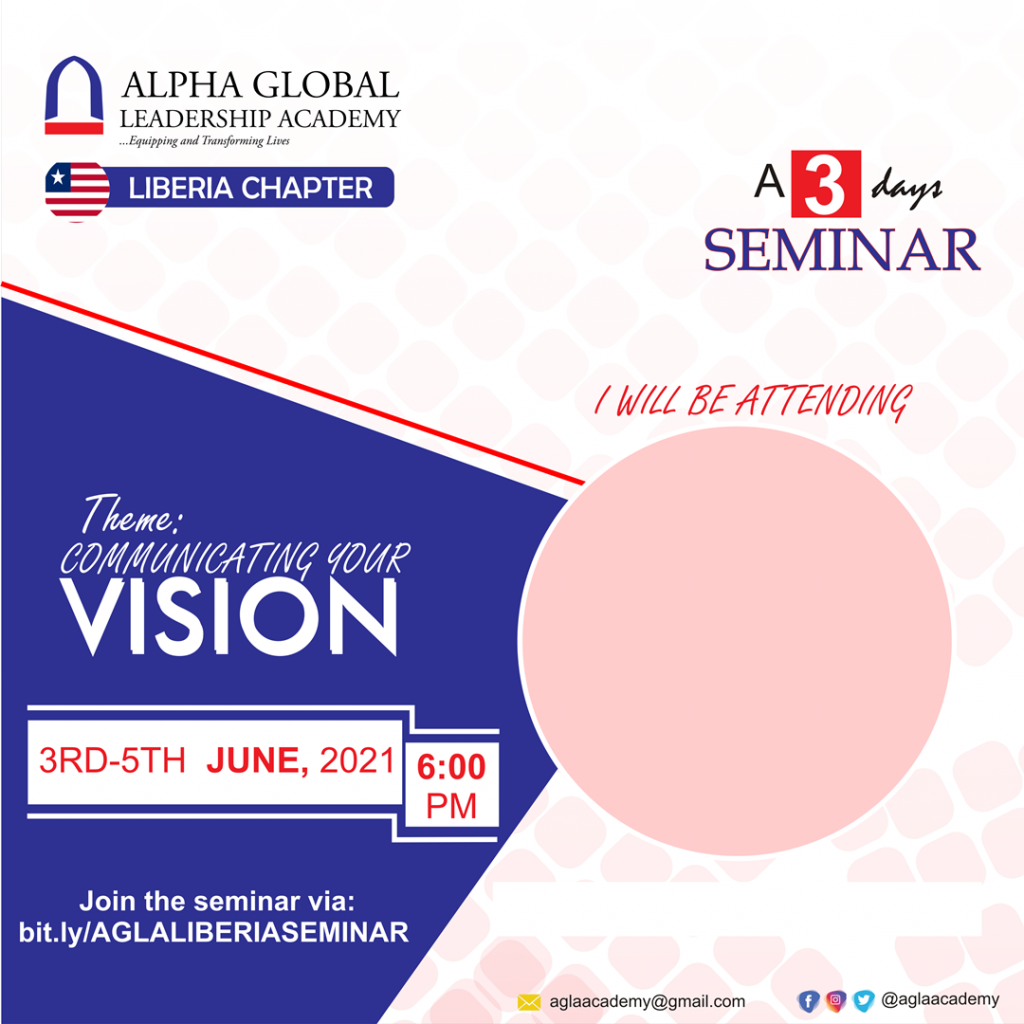 ALPHA GLOBAL
LEADERSHIP ACADEMY
...Equipping and Transforming Lives
LIBERIA CHAPTER
A 3 days
SEMINAR
I WILL BE ATTENDING
Theme:
COMMUNICATING YOUR
VISION
3RD-5TH JUNE, 2021
6:00
PM
Join the seminar via:
bit.ly/AGLALIBERIASEMINAR
aglaacademy@gmail.com
@aglaacademy